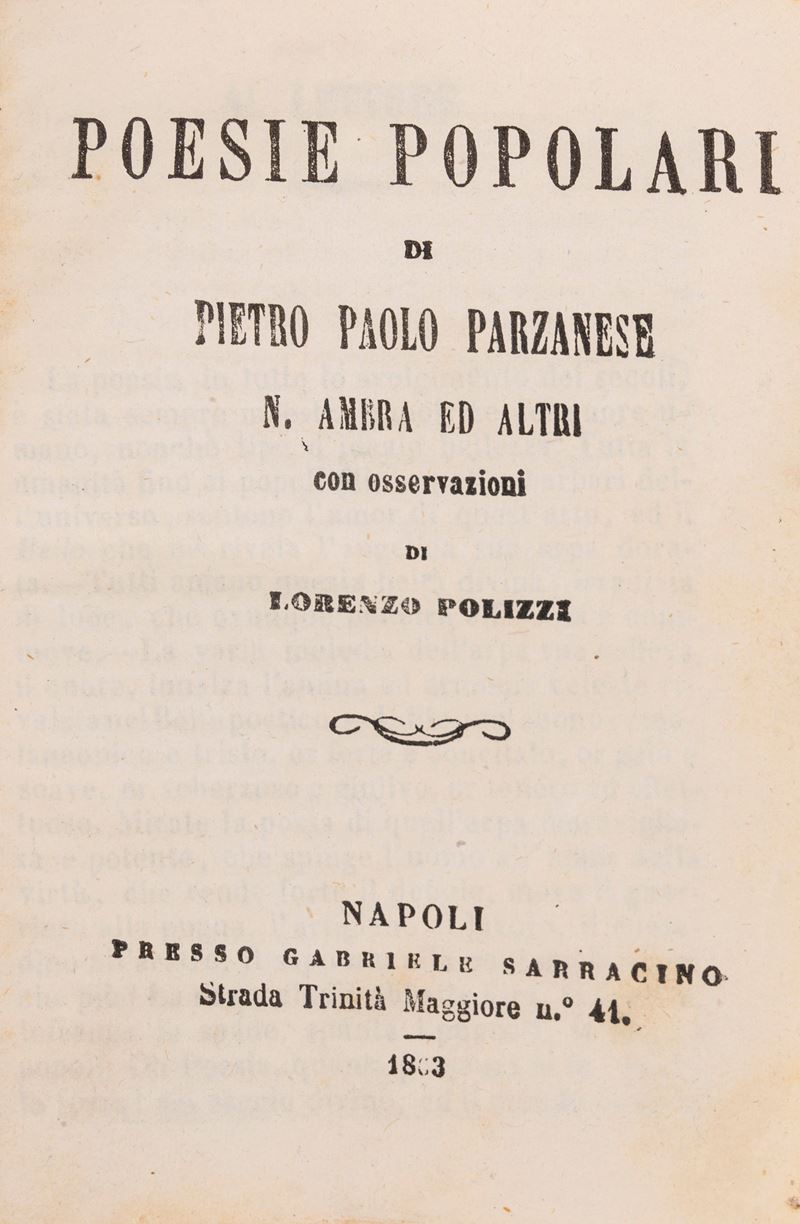 POESIE POPOLARI
DI
PIETRO PAOLO PARZANESE
N. AMBRA ED ALTRI
con osservazioni
DI
LORENZO POLIZZI
NAPOLI
PRESSO GABRIELE SARRACINO
Strada Trinità Maggiore n.º 41.